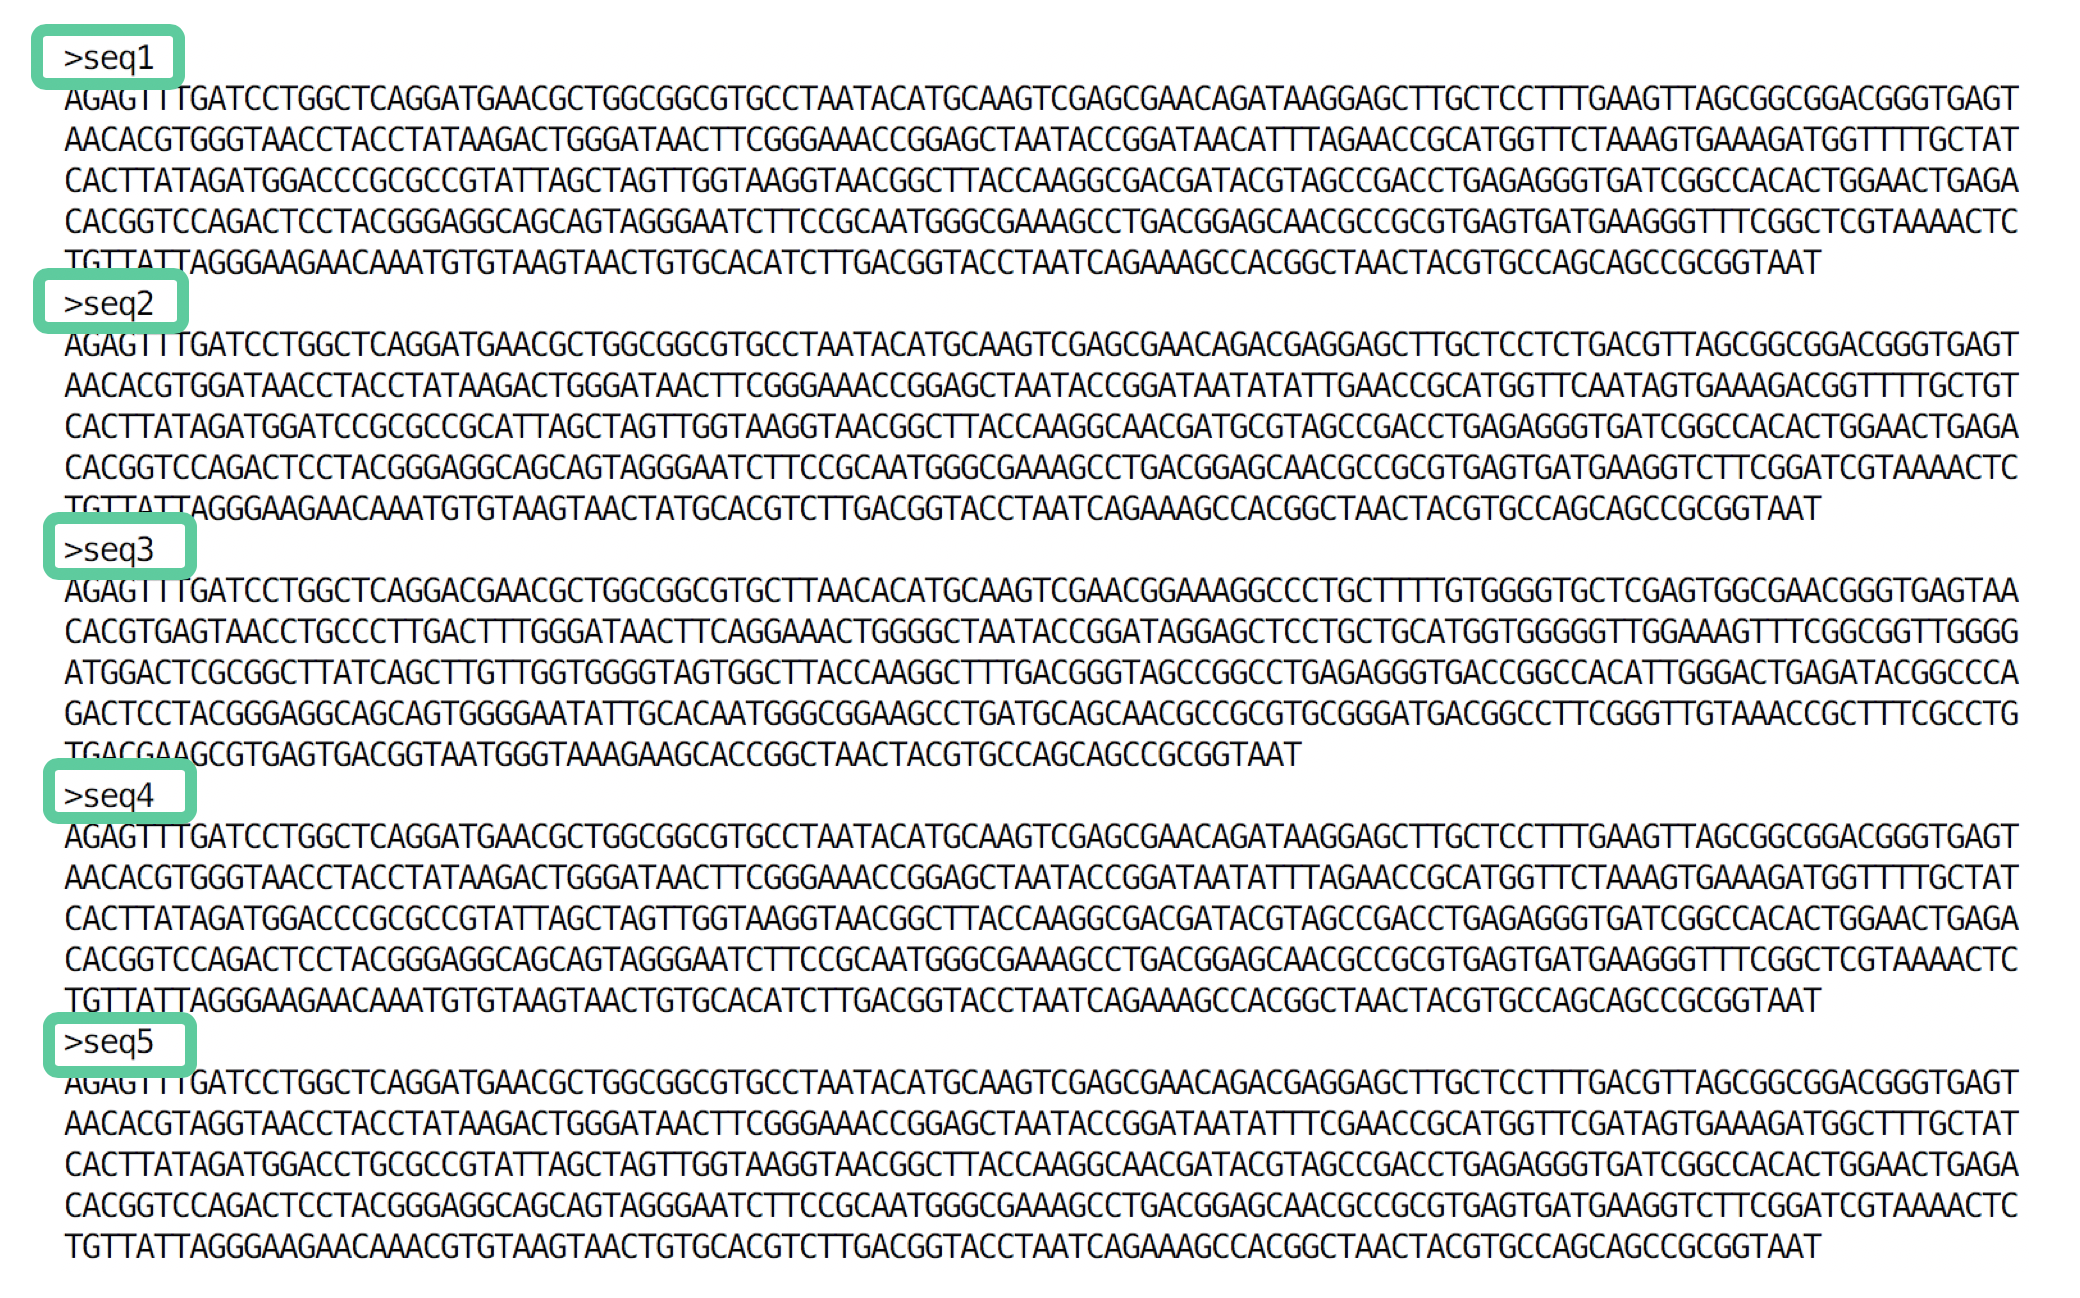 >seq1
AGAGTTTGATCCTGGCTCAGGATGAACGCTGGCGGCGTGCCTAATACATGCAAGTCGAGCGAACAGATAAGGAGCTTGCTCCTTTGAAGTTAGCGGCGGACGGGTGAGT
AACACGTGGGTAACCTACCTATAAGACTGGGATAACTTCGGGAAACCGGAGCTAATACCGGATAACATTTAGAACCGCATGGTTCTAAAGTGAAAGATGGTTTTGCTAT
CACTTATAGATGGACCCGCGCCGTATTAGCTAGTTGGTAAGGTAACGGCTTACCAAGGCGACGATACGTAGCCGACCTGAGAGGGTGATCGGCCACACTGGAACTGAGA
CACGGTCCAGACTCCTACGGGAGGCAGCAGTAGGGAATCTTCCGCAATGGGCGAAAGCCTGACGGAGCAACGCCGCGTGAGTGATGAAGGGTTTCGGCTCGTAAAACTC
TGTTATTAGGGAAGAACAAATGTGTAAGTAACTGTGCACATCTTGACGGTACCTAATCAGAAAGCCACGGCTAACTACGTGCCAGCAGCCGCGGTAAT
>seq2
AGAGTTTGATCCTGGCTCAGGATGAACGCTGGCGGCGTGCCTAATACATGCAAGTCGAGCGAACAGACGAGGAGCTTGCTCCTCTGACGTTAGCGGCGGACGGGTGAGT
AACACGTGGATAACCTACCTATAAGACTGGGATAACTTCGGGAAACCGGAGCTAATACCGGATAATATATTGAACCGCATGGTTCAATAGTGAAAGACGGTTTTGCTGT
CACTTATAGATGGATCCGCGCCGCATTAGCTAGTTGGTAAGGTAACGGCTTACCAAGGCAACGATGCGTAGCCGACCTGAGAGGGTGATCGGCCACACTGGAACTGAGA
CACGGTCCAGACTCCTACGGGAGGCAGCAGTAGGGAATCTTCCGCAATGGGCGAAAGCCTGACGGAGCAACGCCGCGTGAGTGATGAAGGTCTTCGGATCGTAAAACTC
TGTTATTAGGGAAGAACAAATGTGTAAGTAACTATGCACGTCTTGACGGTACCTAATCAGAAAGCCACGGCTAACTACGTGCCAGCAGCCGCGGTAAT
>seq3
AGAGTTTGATCCTGGCTCAGGACGAACGCTGGCGGCGTGCTTAACACATGCAAGTCGAACGGAAAGGCCCTGCTTTTGTGGGGTGCTCGAGTGGCGAACGGGTGAGTAA
CACGTGAGTAACCTGCCCTTGACTTTGGGATAACTTCAGGAAACTGGGGCTAATACCGGATAGGAGCTCCTGCTGCATGGTGGGGGTTGGAAAGTTTCGGCGGTTGGGG
ATGGACTCGCGGCTTATCAGCTTGTTGGTGGGGTAGTGGCTTACCAAGGCTTTGACGGGTAGCCGGCCTGAGAGGGTGACCGGCCACATTGGGACTGAGATACGGCCCA
GACTCCTACGGGAGGCAGCAGTGGGGAATATTGCACAATGGGCGGAAGCCTGATGCAGCAACGCCGCGTGCGGGATGACGGCCTTCGGGTTGTAAACCGCTTTCGCCTG
TGACGAAGCGTGAGTGACGGTAATGGGTAAAGAAGCACCGGCTAACTACGTGCCAGCAGCCGCGGTAAT
>seq4
AGAGTTTGATCCTGGCTCAGGATGAACGCTGGCGGCGTGCCTAATACATGCAAGTCGAGCGAACAGATAAGGAGCTTGCTCCTTTGAAGTTAGCGGCGGACGGGTGAGT
AACACGTGGGTAACCTACCTATAAGACTGGGATAACTTCGGGAAACCGGAGCTAATACCGGATAATATTTAGAACCGCATGGTTCTAAAGTGAAAGATGGTTTTGCTAT
CACTTATAGATGGACCCGCGCCGTATTAGCTAGTTGGTAAGGTAACGGCTTACCAAGGCGACGATACGTAGCCGACCTGAGAGGGTGATCGGCCACACTGGAACTGAGA
CACGGTCCAGACTCCTACGGGAGGCAGCAGTAGGGAATCTTCCGCAATGGGCGAAAGCCTGACGGAGCAACGCCGCGTGAGTGATGAAGGGTTTCGGCTCGTAAAACTC
TGTTATTAGGGAAGAACAAATGTGTAAGTAACTGTGCACATCTTGACGGTACCTAATCAGAAAGCCACGGCTAACTACGTGCCAGCAGCCGCGGTAAT
>seq5
AGAGTTTGATCCTGGCTCAGGATGAACGCTGGCGGCGTGCCTAATACATGCAAGTCGAGCGAACAGACGAGGAGCTTGCTCCTTTGACGTTAGCGGCGGACGGGTGAGT
AACACGTAGGTAACCTACCTATAAGACTGGGATAACTTCGGGAAACCGGAGCTAATACCGGATAATATTTCGAACCGCATGGTTCGATAGTGAAAGATGGCTTTGCTAT
CACTTATAGATGGACCTGCGCCGTATTAGCTAGTTGGTAAGGTAACGGCTTACCAAGGCAACGATACGTAGCCGACCTGAGAGGGTGATCGGCCACACTGGAACTGAGA
CACGGTCCAGACTCCTACGGGAGGCAGCAGTAGGGAATCTTCCGCAATGGGCGAAAGCCTGACGGAGCAACGCCGCGTGAGTGATGAAGGTCTTCGGATCGTAAAACTC
TGTTATTAGGGAAGAACAAACGTGTAAGTAACTGTGCACGTCTTGACGGTACCTAATCAGAAAGCCACGGCTAACTACGTGCCAGCAGCCGCGGTAAT